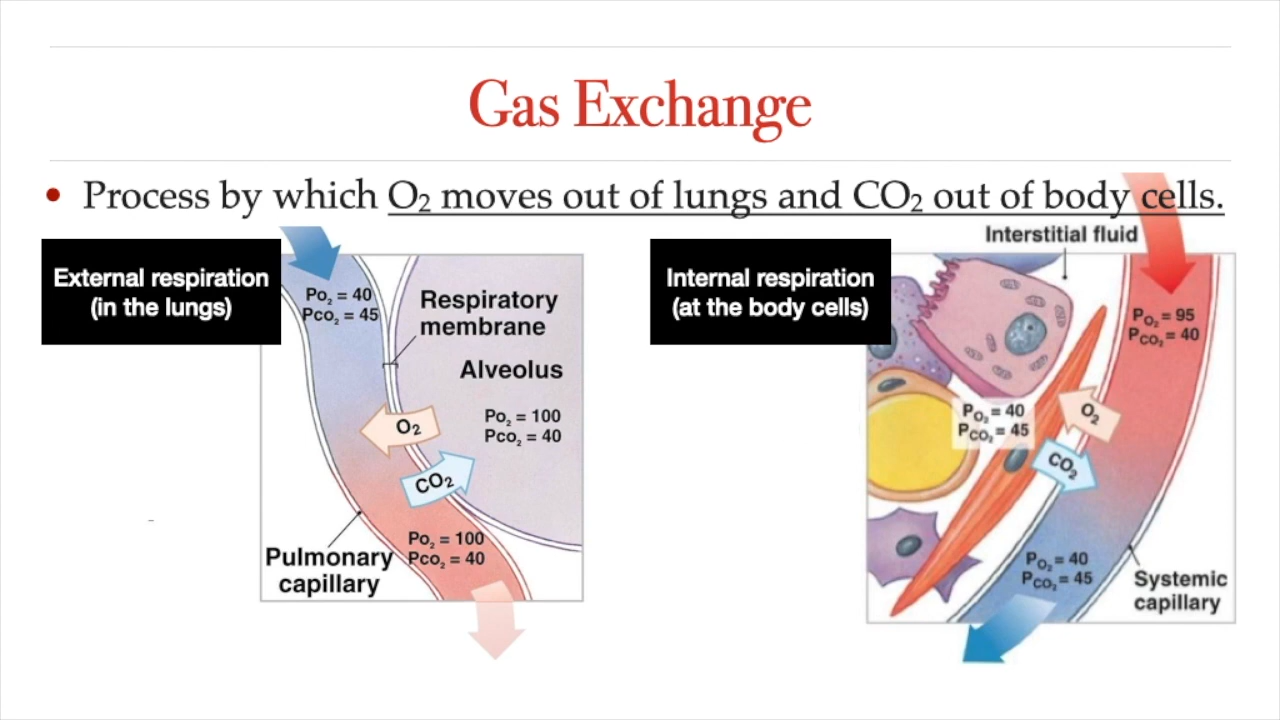 Gas Exchange
• Process by which O₂ moves out of lungs and CO₂ out of body cells.
External respiration
(in the lungs)
Po₂ = 40
Pco₂ = 45
Respiratory
membrane
Alveolus
Po₂ = 100
Pco₂ = 40
O₂
CO₂
Po₂ = 100
Pco₂ = 40
Pulmonary
capillary
Internal respiration
(at the body cells)
Interstitial fluid
PO₂ = 95
PCO₂ = 40
PO₂ = 40
PCO₂ = 45
O₂
CO₂
PO₂ = 40
PCO₂ = 45
Systemic
capillary